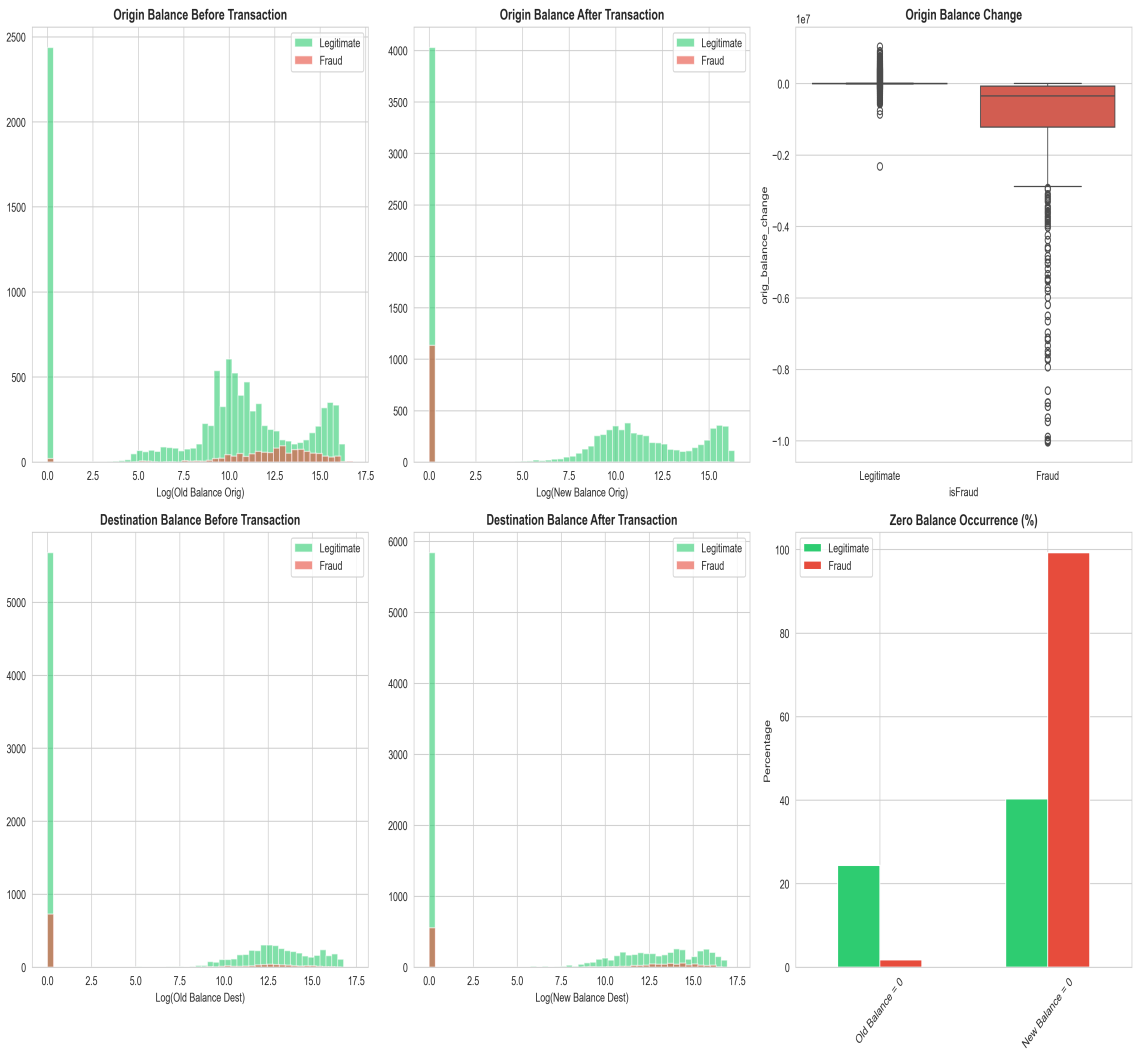 Origin Balance Before Transaction
2500
2000
1500
1000
500
0
0.0 2.5 5.0 7.5 10.0 12.5 15.0 17.5
Log(Old Balance Orig)
Legitimate
Fraud
Origin Balance After Transaction
4000
3500
3000
2500
2000
1500
1000
500
0
0.0 2.5 5.0 7.5 10.0 12.5 15.0
Log(New Balance Orig)
Legitimate
Fraud
Origin Balance Change
1e7
0.0
−0.2
−0.4
−0.6
−0.8
−1.0
orig_balance_change
Legitimate Fraud
isFraud
Destination Balance Before Transaction
5000
4000
3000
2000
1000
0
0.0 2.5 5.0 7.5 10.0 12.5 15.0 17.5
Log(Old Balance Dest)
Legitimate
Fraud
Destination Balance After Transaction
6000
5000
4000
3000
2000
1000
0
0.0 2.5 5.0 7.5 10.0 12.5 15.0 17.5
Log(New Balance Dest)
Legitimate
Fraud
Zero Balance Occurrence (%)
Legitimate
Fraud
100
80
60
40
20
0
Percentage
Old Balance = 0
New Balance = 0